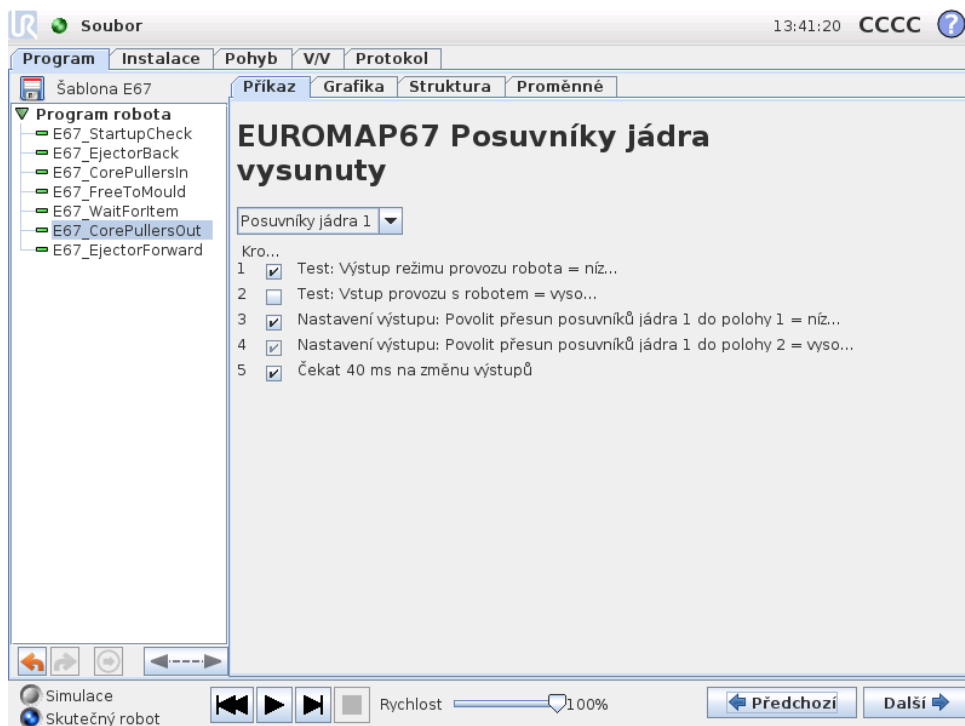 UR Soubor 13:41:20 CCCC ?
Program Instalace Pohyb V/V Protokol
Šablona E67
Příkaz Grafika Struktura Proměnné
Program robota
E67_StartupCheck
E67_EjectorBack
E67_CorePullersIn
E67_FreeToMould
E67_WaitForItem
E67_CorePullersOut
E67_EjectorForward
EUROMAP67 Posuvníky jádra
vysunuty
Posuvníky jádra 1
Kro...
1 Test: Výstup režimu provozu robota = níz...
2 Test: Vstup provozu s robotem = vyso...
3 Nastavení výstupu: Povolit přesun posuvníků jádra 1 do polohy 1 = níz...
4 Nastavení výstupu: Povolit přesun posuvníků jádra 1 do polohy 2 = vyso...
5 Čekat 40 ms na změnu výstupů
Simulace
Skutečný robot
Rychlost 100%
Předchozí Další